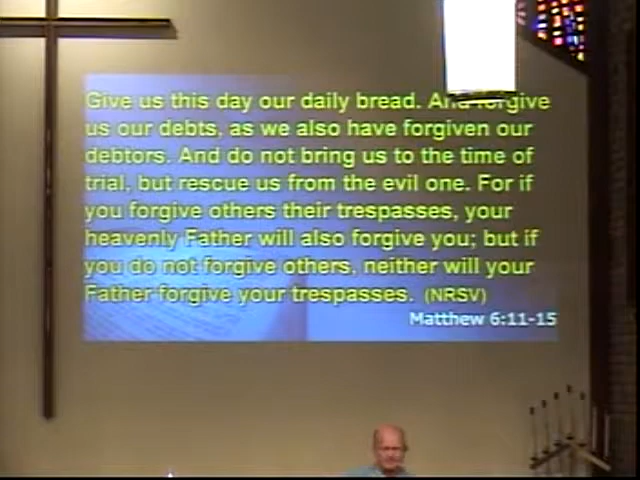 Give us this day our daily bread. And forgive
us our debts, as we also have forgiven our
debtors. And do not bring us to the time of
trial, but rescue us from the evil one. For if
you forgive others their trespasses, your
heavenly Father will also forgive you; but if
you do not forgive others, neither will your
Father forgive your trespasses. (NRSV)
Matthew 6:11-15